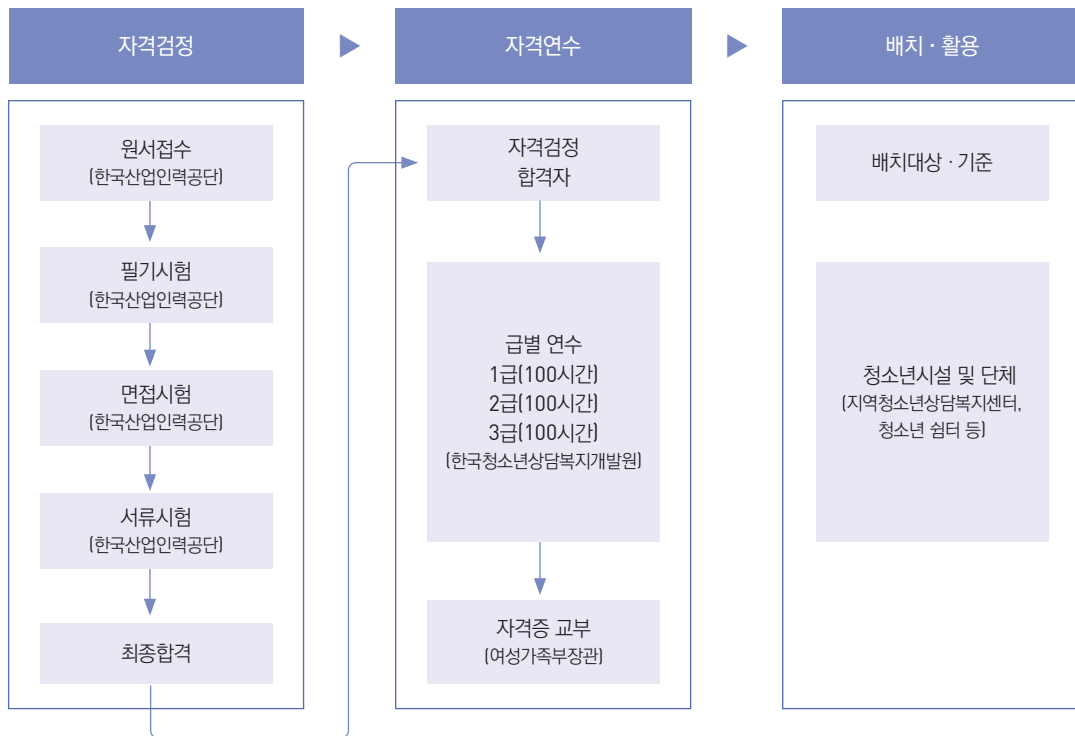 자격검정
▶
자격연수
▶
배치 · 활용
원서접수
(한국산업인력공단)
필기시험
(한국산업인력공단)
면접시험
(한국산업인력공단)
서류시험
(한국산업인력공단)
최종합격
자격검정
합격자
급별 연수
1급(100시간)
2급(100시간)
3급(100시간)
(한국청소년상담복지개발원)
자격증 교부
(여성가족부장관)
배치대상 · 기준
청소년시설 및 단체
(지역청소년상담복지센터,
청소년 쉼터 등)